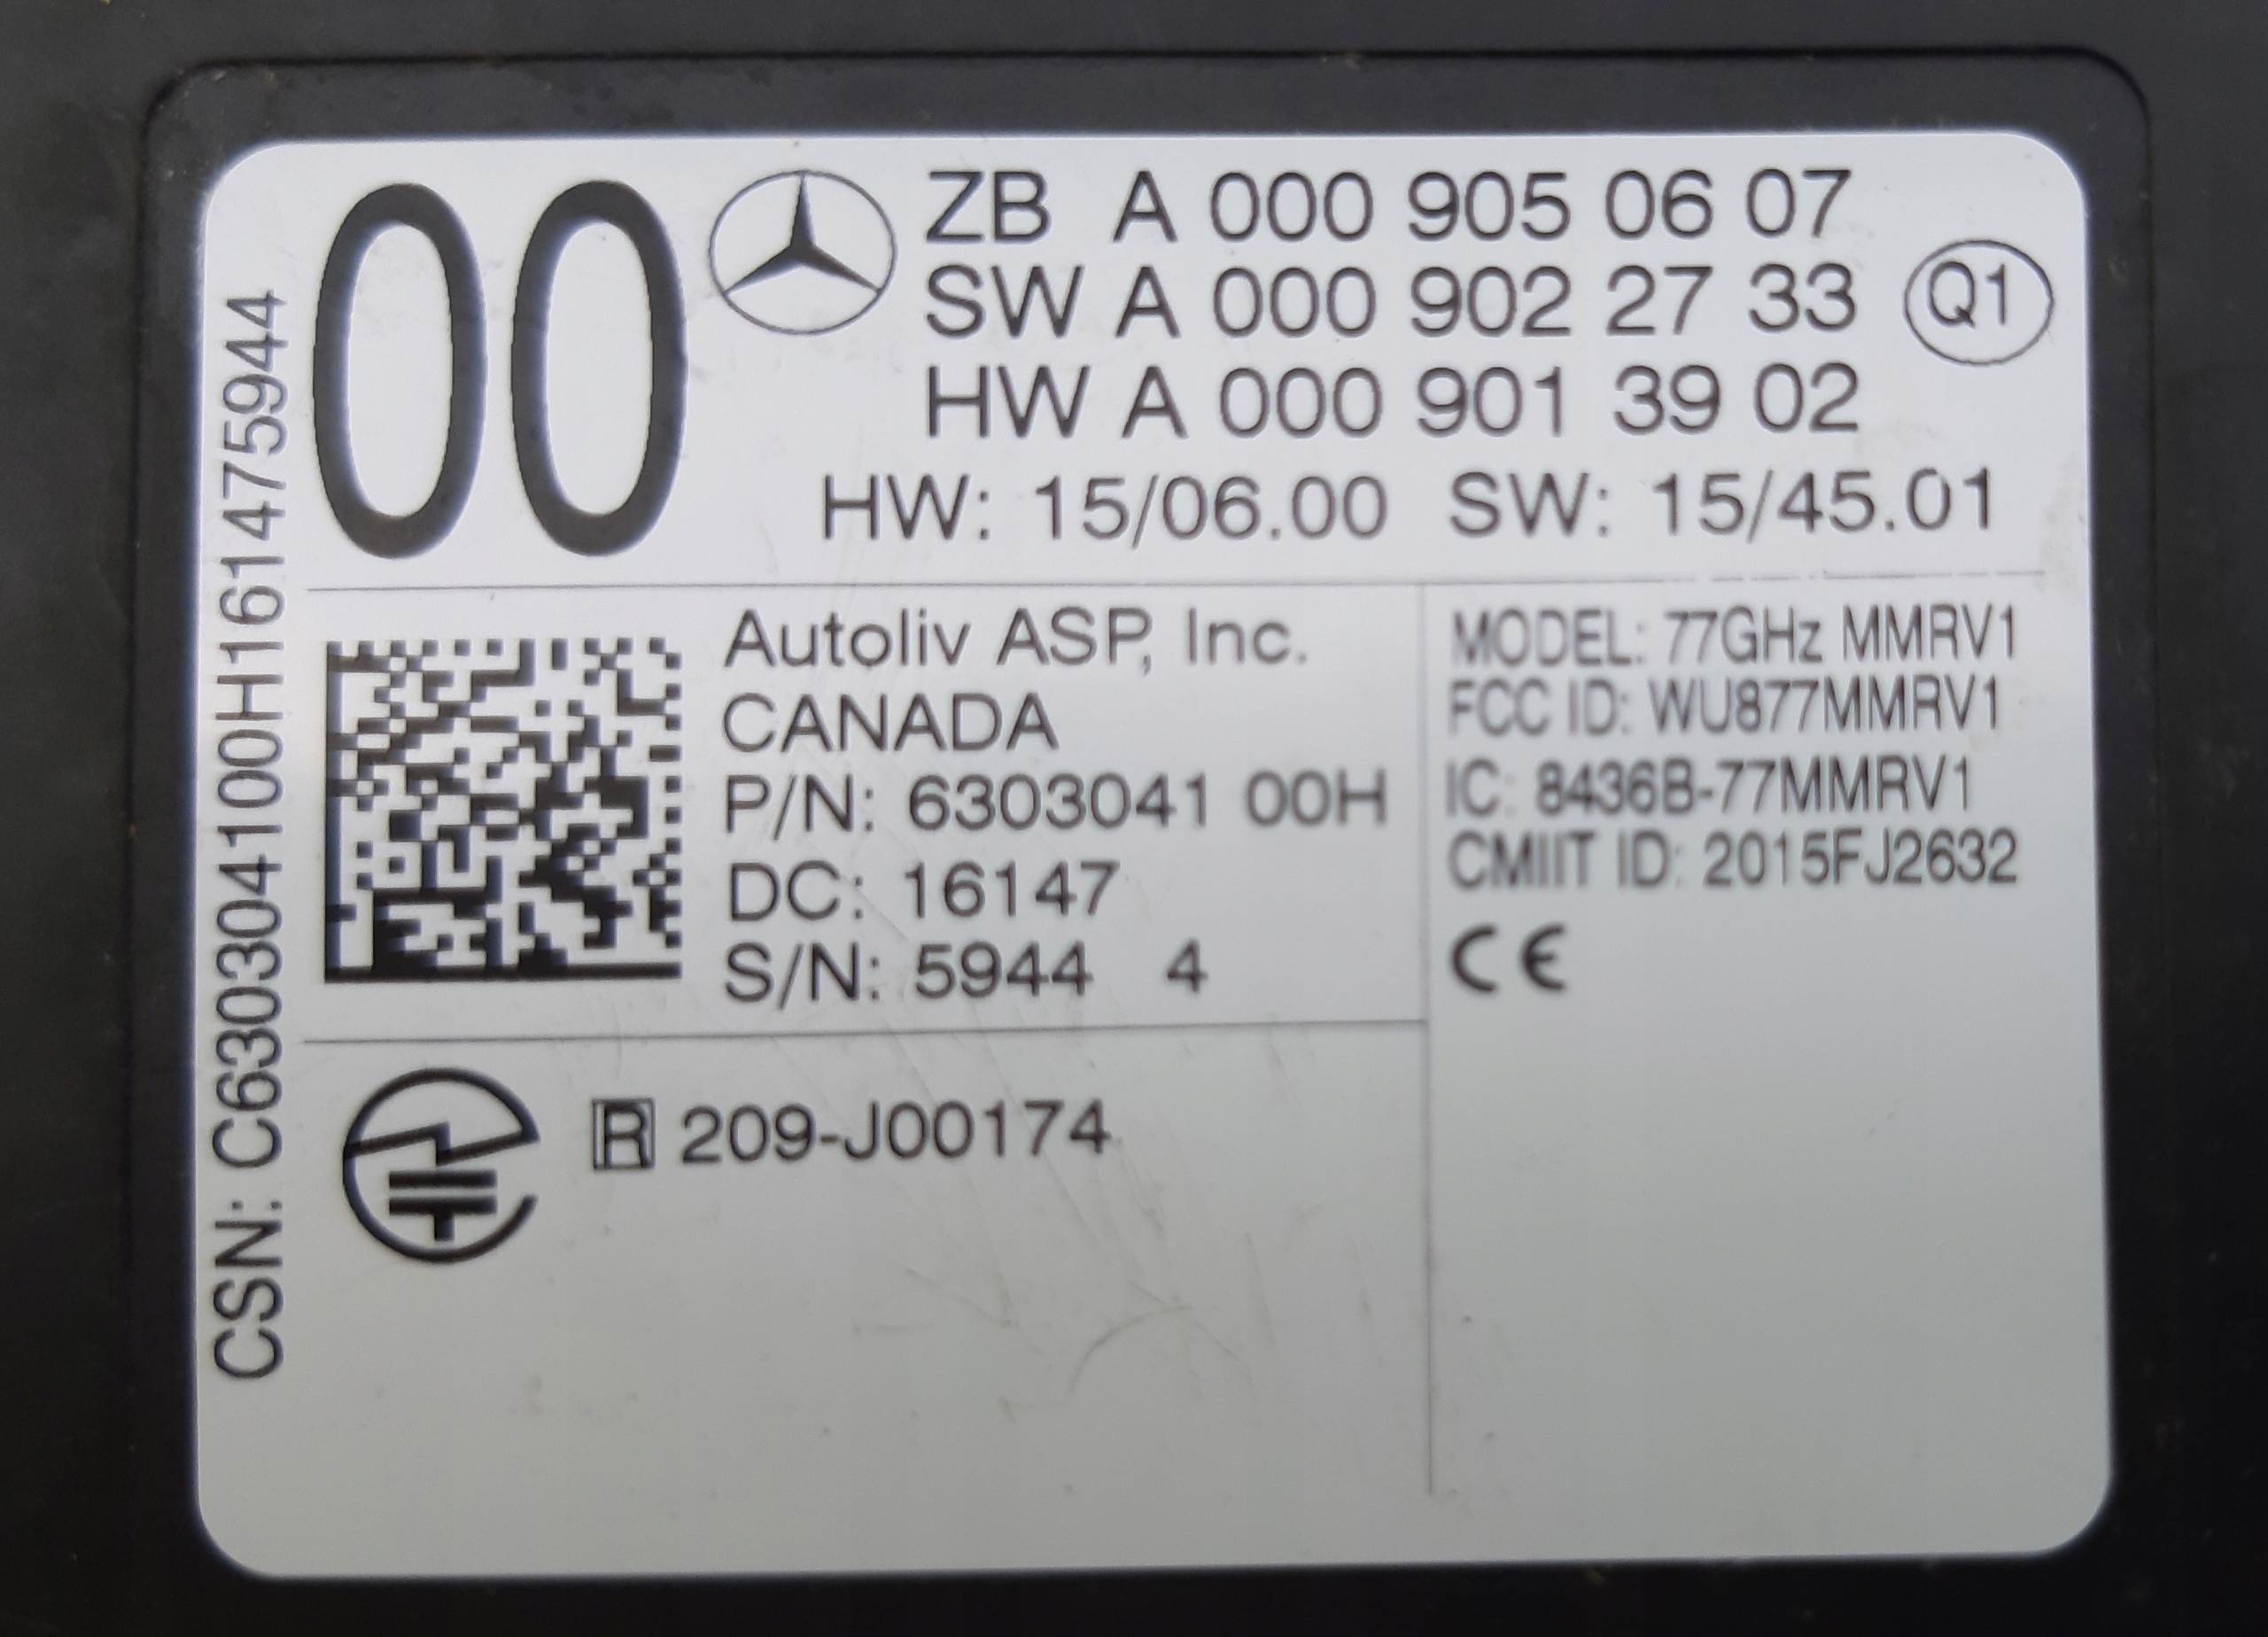 00
ZB A 000 905 06 07
SW A 000 902 27 33
Q1
HW A 000 901 39 02
HW: 15/06.00 SW: 15/45.01
CSN: C630304100H161475944
Autoliv ASP, Inc.
CANADA
P/N: 6303041 00H
DC: 16147
S/N: 5944 4
MODEL: 77GHz MMRV1
FCC ID: WU877MMRV1
IC: 8436B-77MMRV1
CMIIT ID: 2015FJ2632
CE
R 209-J00174